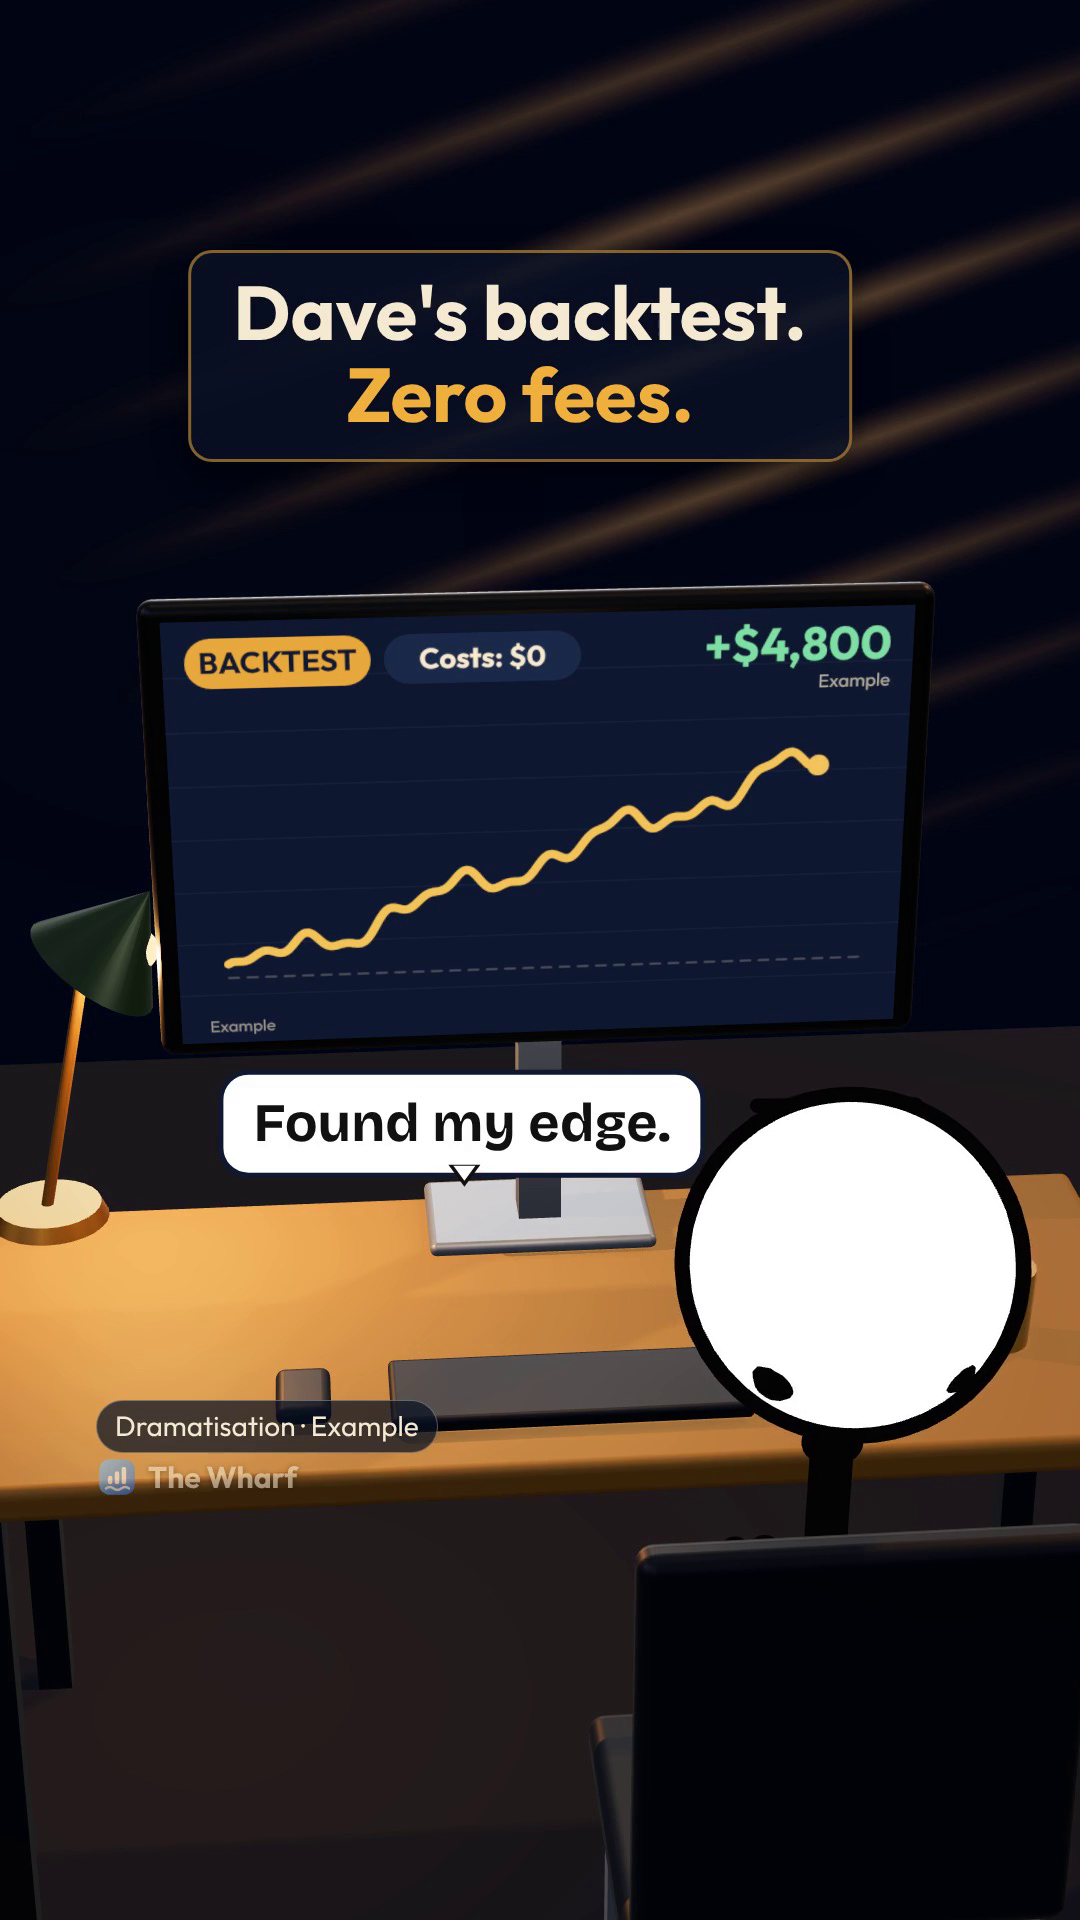 Dave's backtest.
Zero fees.
BACKTEST
Costs: $0
+$4,800
Example
Example
Found my edge.
Dramatisation · Example
The Wharf